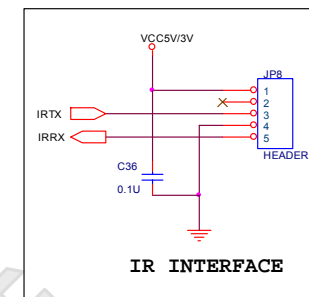 VCC5V/3V
JP8
1
2
IRTX
3
4
IRRX
5
HEADER
C36
0.1U
IR INTERFACE